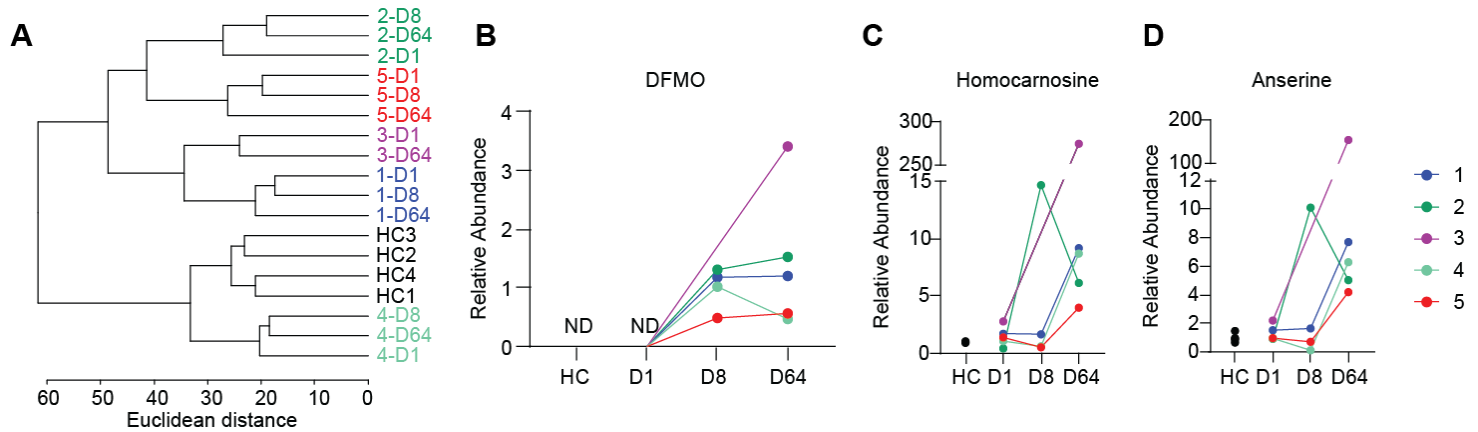 A
2-D8
2-D64
2-D1
5-D1
5-D8
5-D64
3-D1
3-D64
1-D1
1-D8
1-D64
HC3
HC2
HC4
HC1
4-D8
4-D64
4-D1
60 50 40 30 20 10 0
Euclidean distance
B
DFMO
Relative Abundance
4
3
2
1
0
ND ND
HC D1 D8 D64
C
Homocarnosine
Relative Abundance
300
250
15
10
5
0
HC D1 D8 D64
D
Anserine
Relative Abundance
200
100
12
10
8
6
4
2
0
HC D1 D8 D64
1
2
3
4
5